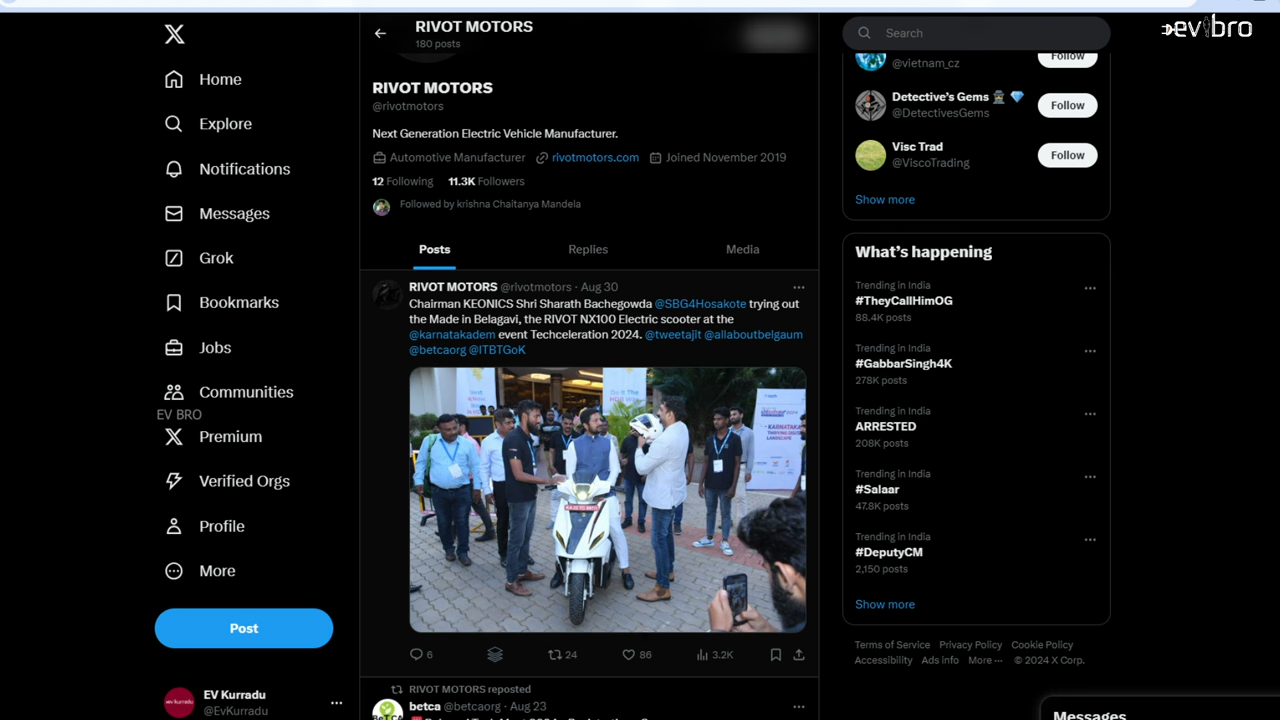 X
Home
Explore
Notifications
Messages
Grok
Bookmarks
Jobs
Communities
EV BRO
Premium
Verified Orgs
Profile
More
Post
EV Kurradu
@EvKurradu
RIVOT MOTORS
180 posts
RIVOT MOTORS
@rivotmotors
Next Generation Electric Vehicle Manufacturer.
Automotive Manufacturer rivotmotors.com Joined November 2019
12 Following 11.3K Followers
Followed by krishna Chaitanya Mandela
Posts Replies Media
RIVOT MOTORS @rivotmotors · Aug 30
Chairman KEONICS Shri Sharath Bachegowda @SBG4Hosakote trying out
the Made in Belagavi, the RIVOT NX100 Electric scooter at the
@karnatakadem event Techceleration 2024. @tweetajit @allaboutbelgaum
@betcaorg @ITBTGoK
KARNATAKA
6 24 86 3.2K
RIVOT MOTORS reposted
betca @betcaorg · Aug 23
Search
evibro
@vietnam_cz
Follow
Detective's Gems
@DetectivesGems
Follow
Visc Trad
@ViscoTrading
Follow
Show more
What's happening
Trending in India
#TheyCallHimOG
88.4K posts
Trending in India
#GabbarSingh4K
278K posts
Trending in India
ARRESTED
208K posts
Trending in India
#Salaar
47.8K posts
Trending in India
#DeputyCM
2,150 posts
Show more
Terms of Service Privacy Policy Cookie Policy
Accessibility Ads info More ··· © 2024 X Corp.
Messages